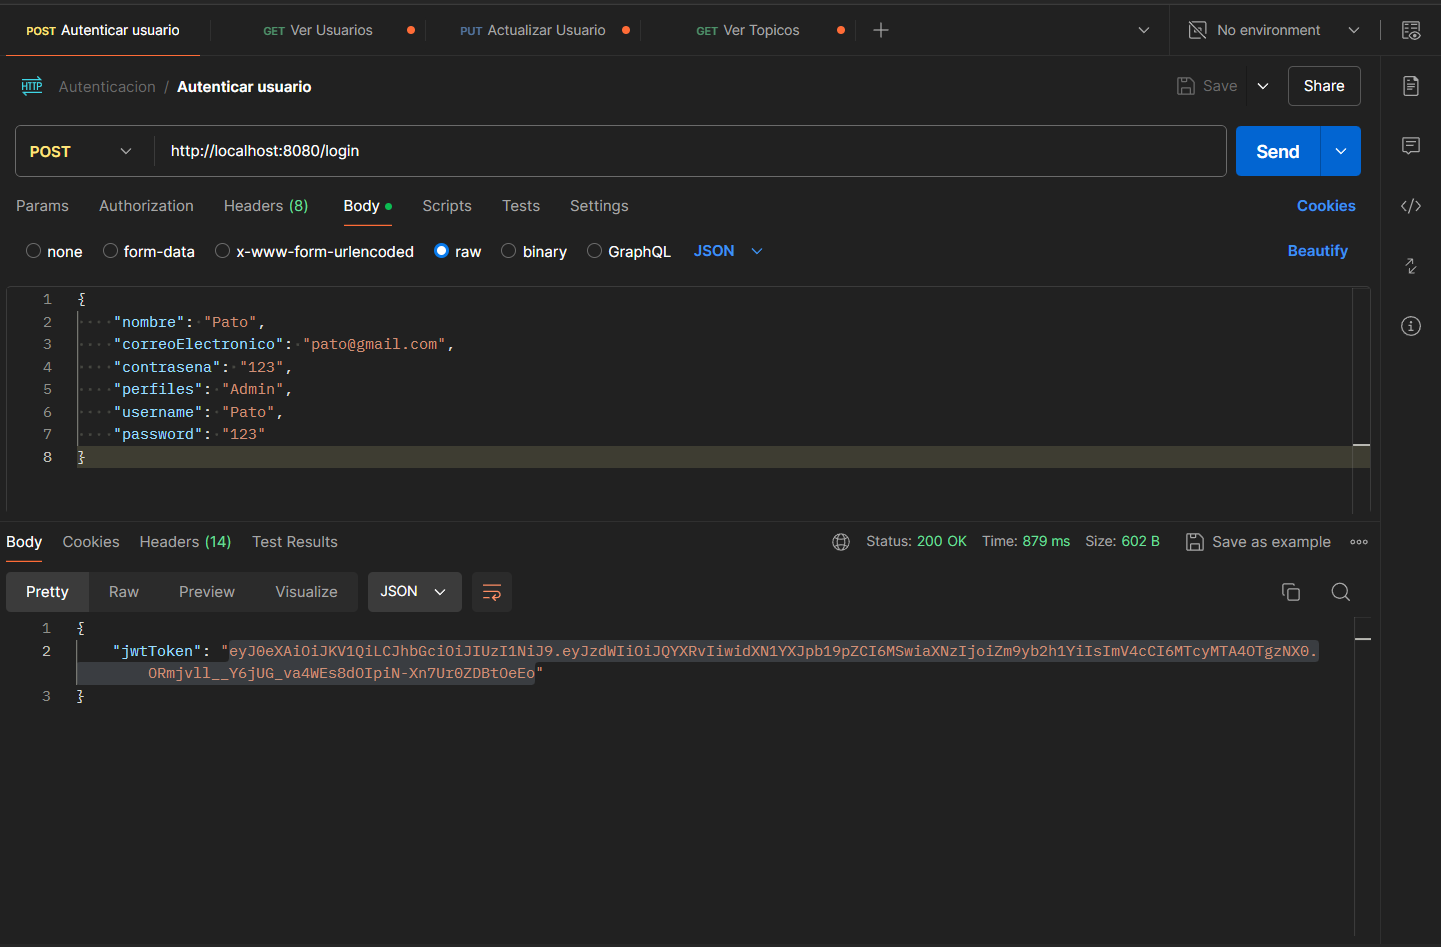 POST Autenticar usuario GET Ver Usuarios PUT Actualizar Usuario GET Ver Topicos No environment
HTTP Autenticacion / Autenticar usuario Save Share
POST http://localhost:8080/login Send
Params Authorization Headers (8) Body Scripts Tests Settings Cookies
none form-data x-www-form-urlencoded raw binary GraphQL JSON Beautify
1 {
2 "nombre": "Pato",
3 "correoElectronico": "pato@gmail.com",
4 "contrasena": "123",
5 "perfiles": "Admin",
6 "username": "Pato",
7 "password": "123"
8 }
Body Cookies Headers (14) Test Results Status: 200 OK Time: 879 ms Size: 602 B Save as example
Pretty Raw Preview Visualize JSON
1 {
2 "jwtToken": "eyJ0eXAiOiJKV1QiLCJhbGciOiJIUzI1NiJ9.eyJzdWIiOiJQYXRvIiwidXN1YXJpb19pZCI6MSwiaXNzIjoiZm9yb2h1YiIsImV4cCI6MTcyMTA4OTgzNX0.
ORmjvll__Y6jUG_va4WEs8dOIpiN-Xn7Ur0ZDBtOeEo"
3 }